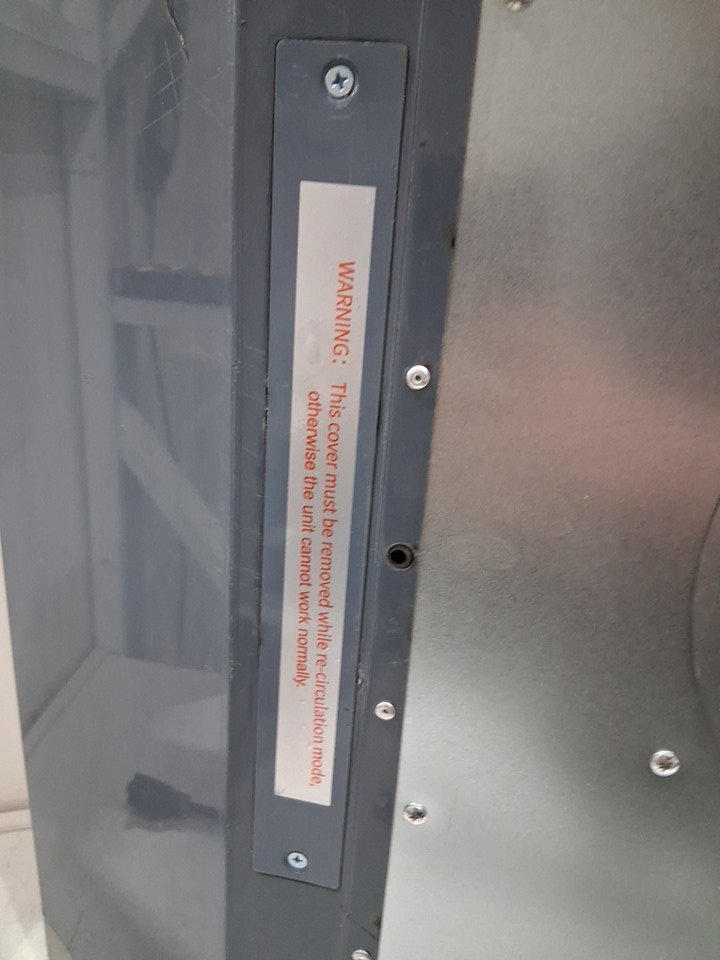 WARNING: This cover must be removed while re-circulation mode,
otherwise the unit cannot work normally.